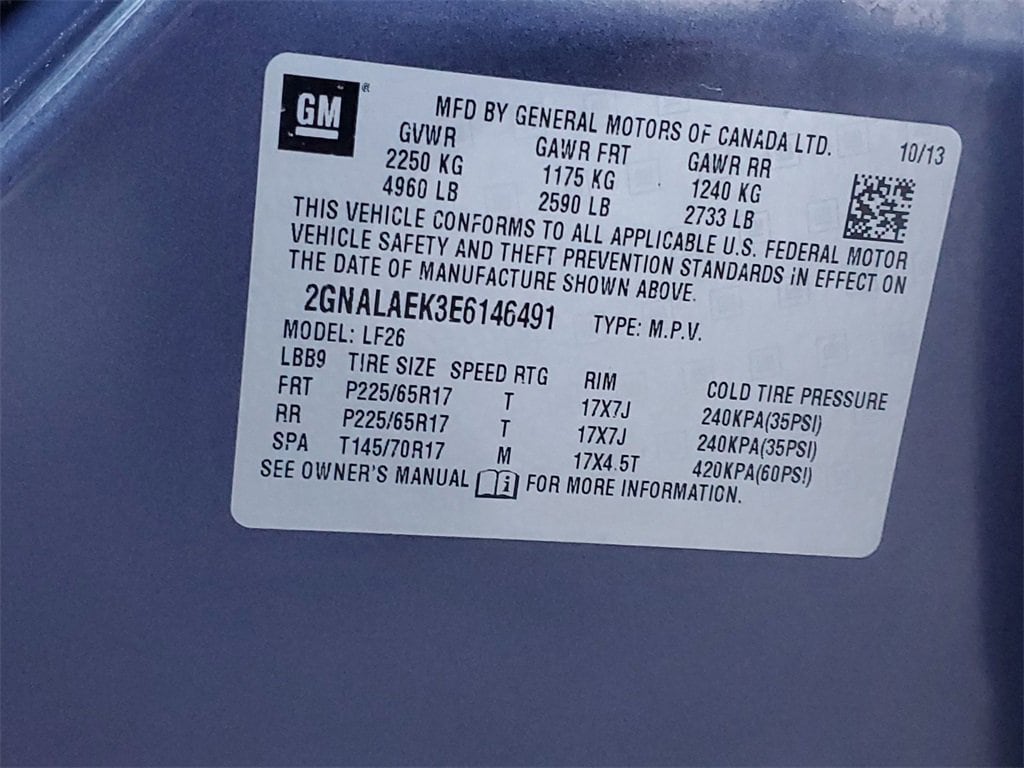 GM ®
MFD BY GENERAL MOTORS OF CANADA LTD.
10/13
GVWR GAWR FRT GAWR RR
2250 KG 1175 KG 1240 KG
4960 LB 2590 LB 2733 LB
THIS VEHICLE CONFORMS TO ALL APPLICABLE U.S. FEDERAL MOTOR
VEHICLE SAFETY AND THEFT PREVENTION STANDARDS IN EFFECT ON
THE DATE OF MANUFACTURE SHOWN ABOVE.
2GNALAEK3E6146491 TYPE: M.P.V.
MODEL: LF26
LBB9 TIRE SIZE SPEED RTG RIM COLD TIRE PRESSURE
FRT P225/65R17 T 17X7J 240KPA(35PSI)
RR P225/65R17 T 17X7J 240KPA(35PSI)
SPA T145/70R17 M 17X4.5T 420KPA(60PSI)
SEE OWNER'S MANUAL i FOR MORE INFORMATION.